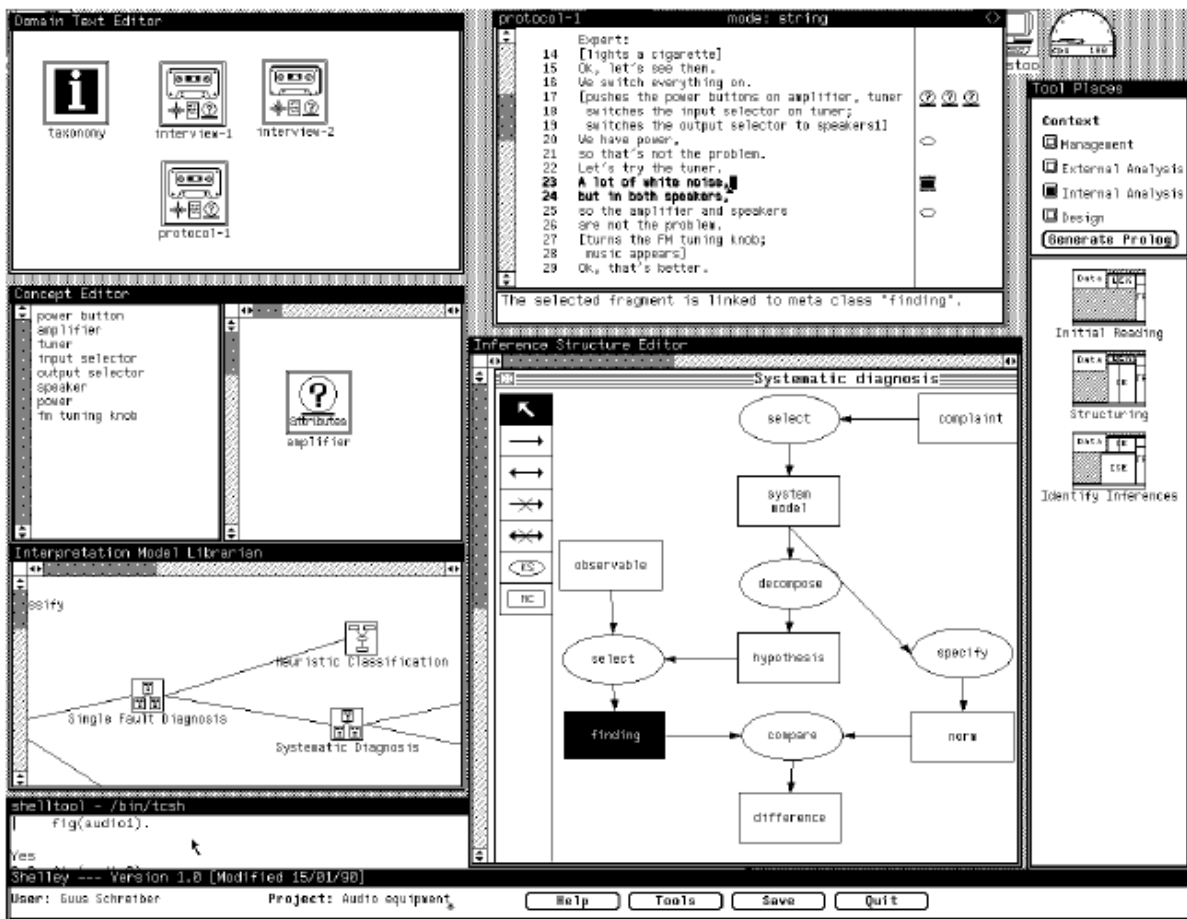 Domain Text Editor
taxonomy
interview-1
interview-2
protocol-1
protocol-1 mode: string
Expert:
14 [lights a cigarette]
15 Ok, let's see then.
16 We switch everything on.
17 [pushes the power buttons on amplifier, tuner
18 switches the input selector on tuner;
19 switches the output selector to speakers1]
20 We have power,
21 so that's not the problem.
22 Let's try the tuner.
23 A lot of white noise,
24 but in both speakers,
25 so the amplifier and speakers
26 are not the problem.
27 [turns the FM tuning knob;
28 music appears]
29 Ok, that's better.
The selected fragment is linked to meta class "finding".
cps 100
Tool Places
Context
Management
External Analysis
Internal Analysis
Design
Generate Prolog
Data
Initial Reading
Data
Structuring
Data
Identify Inferences
Concept Editor
power button
amplifier
tuner
input selector
output selector
speaker
power
fm tuning knob
Attributes
amplifier
Interpretation Model Librarian
ssify
Heuristic Classification
Single Fault Diagnosis
Systematic Diagnosis
Inference Structure Editor
Systematic diagnosis
select
complaint
system
model
KS
MC
observable
decompose
select
hypothesis
specify
finding
compare
norm
difference
shelltool - /bin/tcsh
fig(audio1).
Yes
Shelley --- Version 1.0 [Modified 15/01/90]
User: Guus Schreiber Project: Audio equipment
Help Tools Save Quit